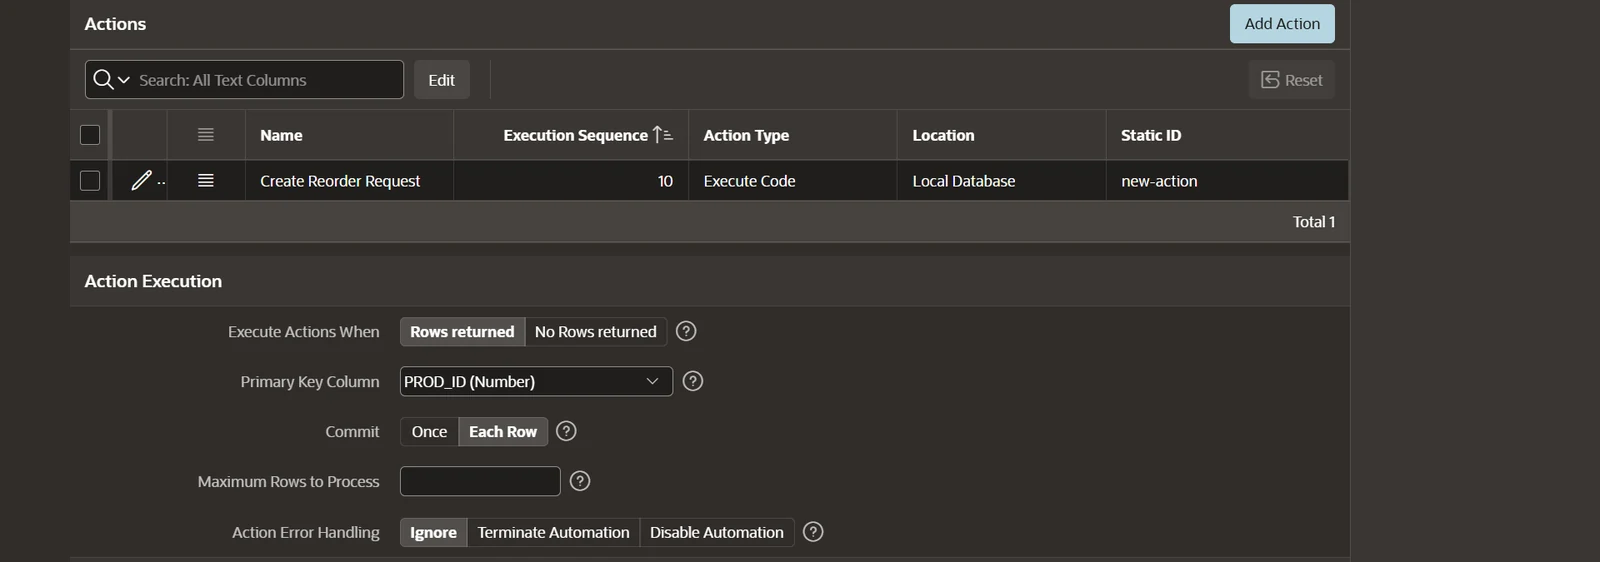 Actions
Add Action
Search: All Text Columns
Edit
Reset
Name Execution Sequence Action Type Location Static ID
Create Reorder Request 10 Execute Code Local Database new-action
Total 1
Action Execution
Execute Actions When Rows returned No Rows returned ?
Primary Key Column PROD_ID (Number) ?
Commit Once Each Row ?
Maximum Rows to Process ?
Action Error Handling Ignore Terminate Automation Disable Automation ?